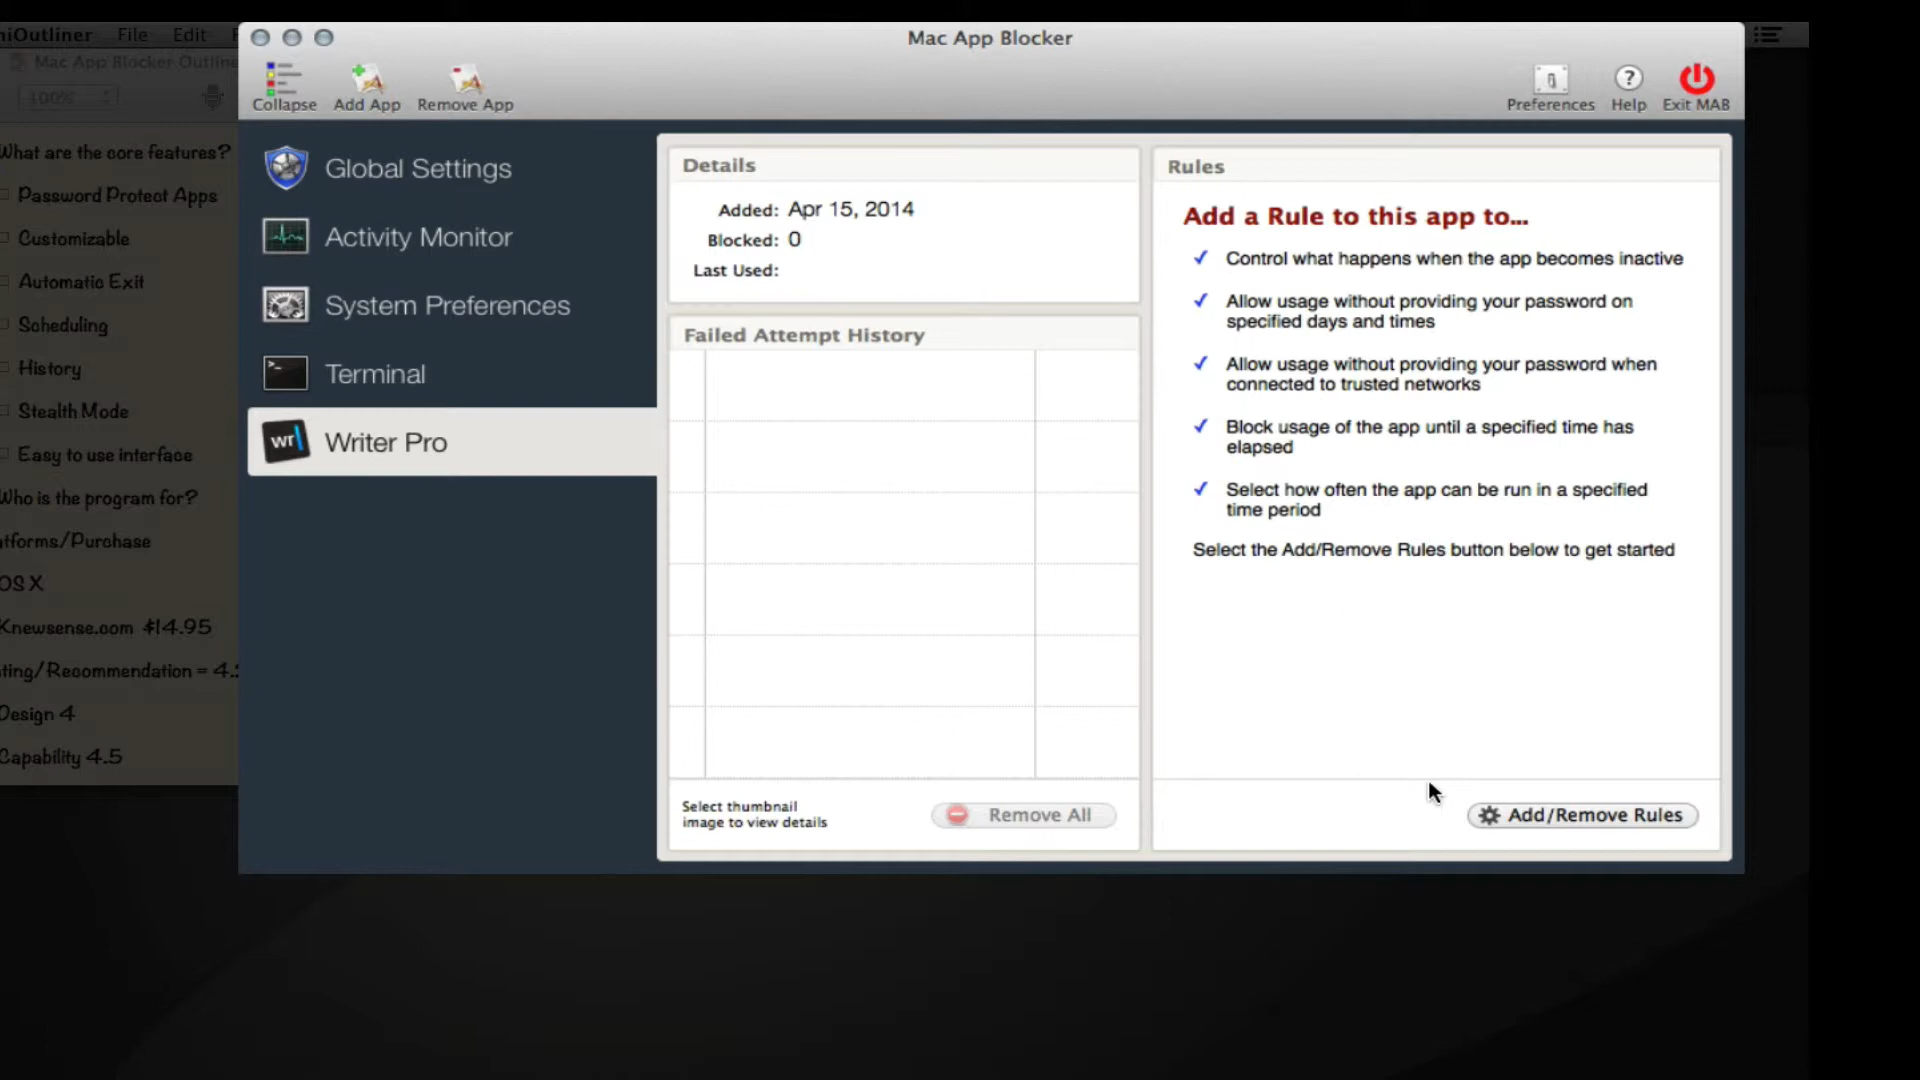 niOutliner File Edit
Mac App Blocker Outline
100%
What are the core features?
Password Protect Apps
Customizable
Automatic Exit
Scheduling
History
Stealth Mode
Easy to use interface
Who is the program for?
atforms/Purchase
OS X
Knewsense.com $14.95
ating/Recommendation = 4.
Design 4
Capability 4.5
Mac App Blocker
Collapse Add App Remove App
Preferences Help Exit MAB
Global Settings
Activity Monitor
System Preferences
Terminal
Writer Pro
Details
Added: Apr 15, 2014
Blocked: 0
Last Used:
Failed Attempt History
Select thumbnail
image to view details
Remove All
Rules
Add a Rule to this app to...
Control what happens when the app becomes inactive
Allow usage without providing your password on
specified days and times
Allow usage without providing your password when
connected to trusted networks
Block usage of the app until a specified time has
elapsed
Select how often the app can be run in a specified
time period
Select the Add/Remove Rules button below to get started
Add/Remove Rules